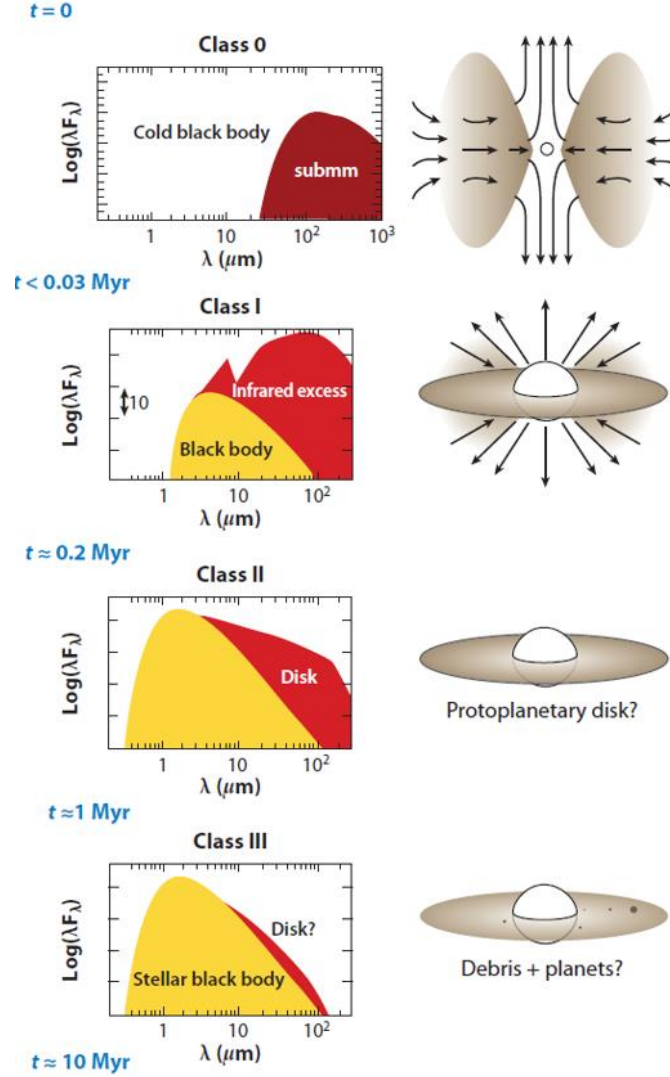 t = 0
Class 0
Log(λFλ)
Cold black body
submm
1
10
10²
10³
λ (μm)
t < 0.03 Myr
Class I
Log(λFλ)
10
Infrared excess
Black body
1
10
10²
λ (μm)
t ≈ 0.2 Myr
Class II
Log(λFλ)
Disk
Protoplanetary disk?
1
10
10²
λ (μm)
t ≈1 Myr
Class III
Log(λFλ)
Disk?
Stellar black body
Debris + planets?
1
10
10²
λ (μm)
t ≈ 10 Myr